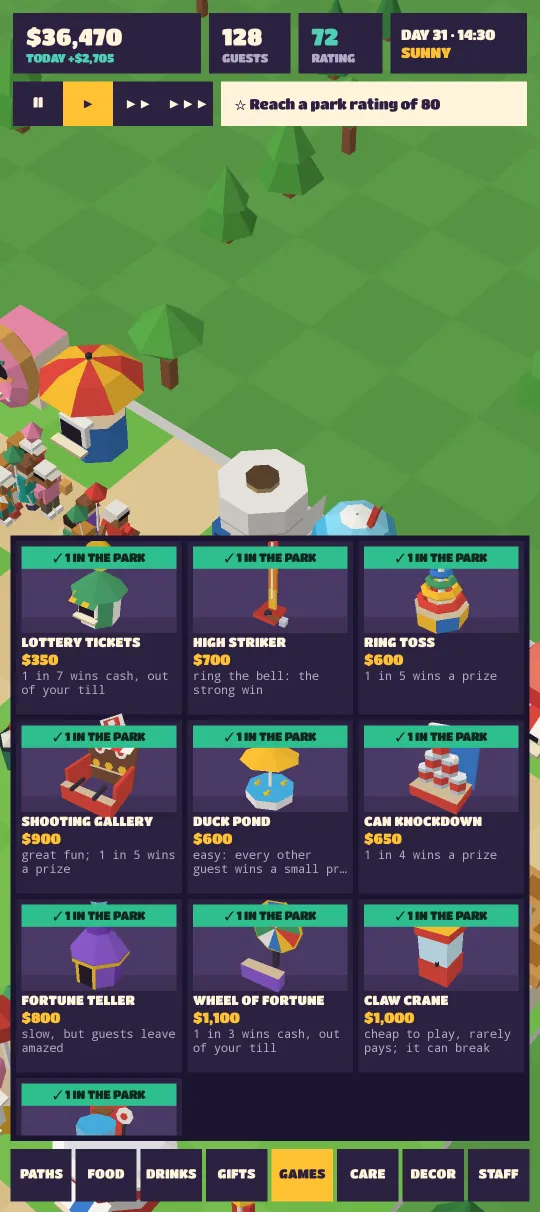 $36,470
TODAY +$2,705
128
GUESTS
72
RATING
DAY 31 · 14:30
SUNNY
☆ Reach a park rating of 80
✓ 1 IN THE PARK
LOTTERY TICKETS
$350
1 in 7 wins cash, out
of your till
✓ 1 IN THE PARK
HIGH STRIKER
$700
ring the bell: the
strong win
✓ 1 IN THE PARK
RING TOSS
$600
1 in 5 wins a prize
✓ 1 IN THE PARK
SHOOTING GALLERY
$900
great fun; 1 in 5 wins
a prize
✓ 1 IN THE PARK
DUCK POND
$600
easy: every other
guest wins a small pr…
✓ 1 IN THE PARK
CAN KNOCKDOWN
$650
1 in 4 wins a prize
✓ 1 IN THE PARK
FORTUNE TELLER
$800
slow, but guests leave
amazed
✓ 1 IN THE PARK
WHEEL OF FORTUNE
$1,100
1 in 3 wins cash, out
of your till
✓ 1 IN THE PARK
CLAW CRANE
$1,000
cheap to play, rarely
pays; it can break
✓ 1 IN THE PARK
PATHS
FOOD
DRINKS
GIFTS
GAMES
CARE
DECOR
STAFF